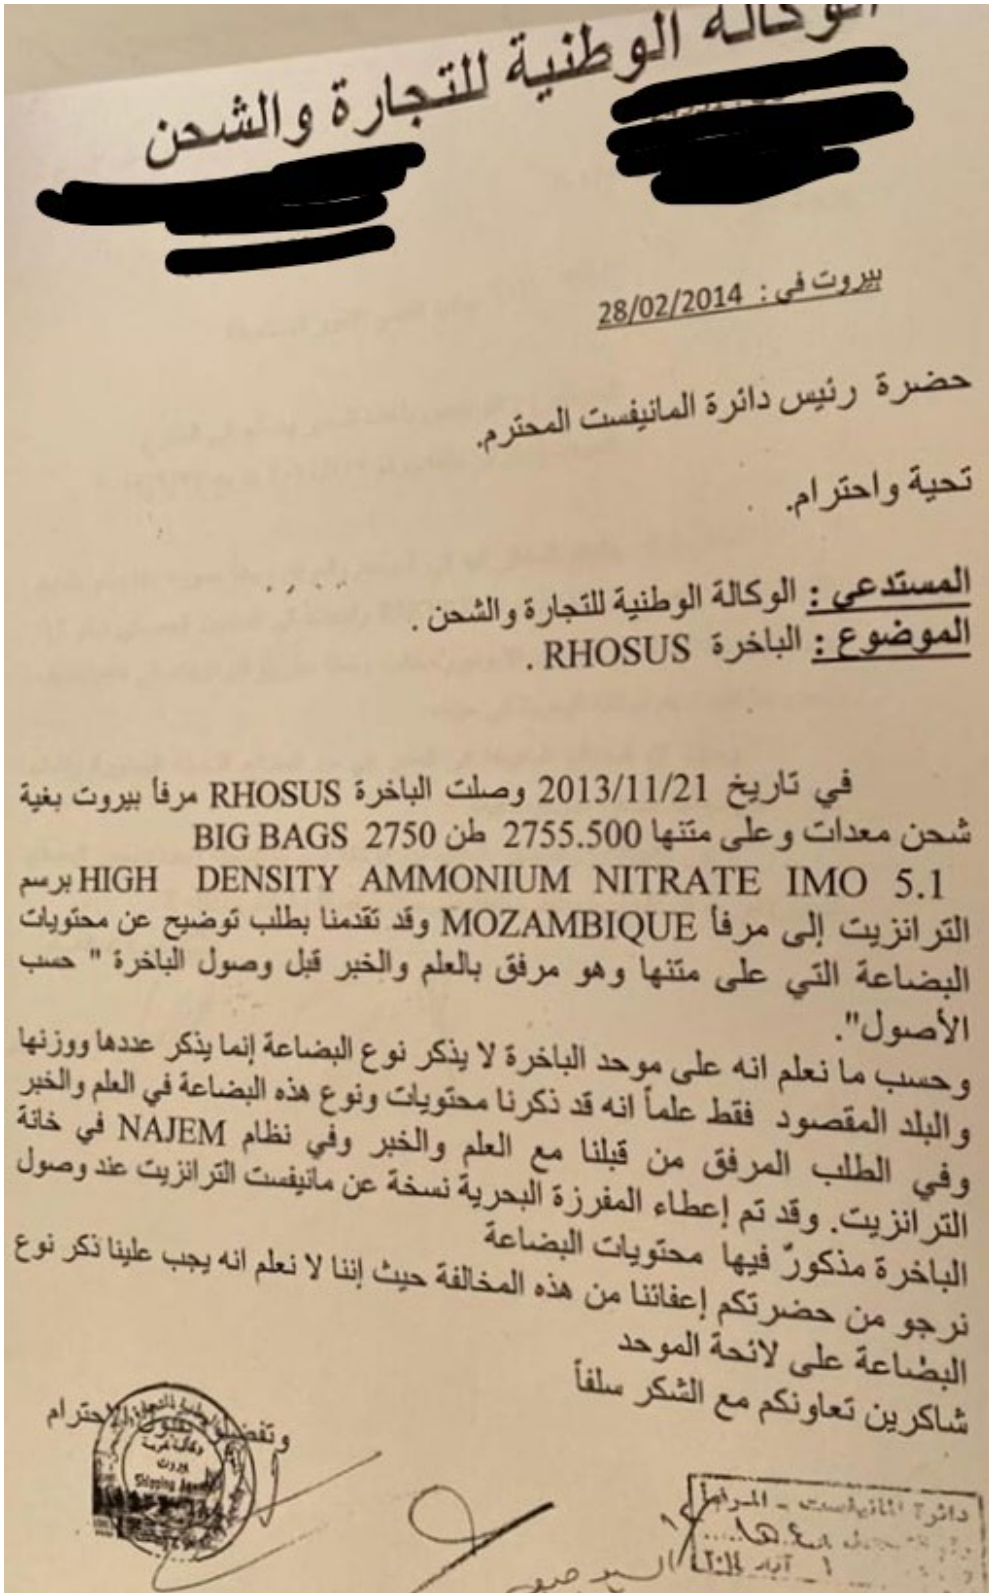 الوكالة الوطنية للتجارة والشحن
بيروت في : 28/02/2014
حضرة رئيس دائرة المانيفست المحترم.
تحية واحترام.
المستدعي : الوكالة الوطنية للتجارة والشحن .
الموضوع : الباخرة RHOSUS .
في تاريخ 2013/11/21 وصلت الباخرة RHOSUS مرفأ بيروت بغية
شحن معدات وعلى متنها 2755.500 طن 2750 BIG BAGS
HIGH DENSITY AMMONIUM NITRATE IMO 5.1 برسم
الترانزيت إلى مرفأ MOZAMBIQUE وقد تقدمنا بطلب توضيح عن محتويات
البضاعة التي على متنها وهو مرفق بالعلم والخبر قبل وصول الباخرة " حسب
الأصول".
وحسب ما نعلم انه على موحد الباخرة لا يذكر نوع البضاعة إنما يذكر عددها ووزنها
والبلد المقصود فقط علماً انه قد ذكرنا محتويات ونوع هذه البضاعة في العلم والخبر
وفي الطلب المرفق من قبلنا مع العلم والخبر وفي نظام NAJEM في خانة
الترانزيت. وقد تم إعطاء المفرزة البحرية نسخة عن مانيفست الترانزيت عند وصول
الباخرة مذكورٌ فيها محتويات البضاعة
نرجو من حضرتكم إعفائنا من هذه المخالفة حيث إننا لا نعلم انه يجب علينا ذكر نوع
البضاعة على لائحة الموحد
شاكرين تعاونكم مع الشكر سلفاً
وتفضلوا بقبول الاحترام
بيروت
دائرة المانيفست - المرفأ